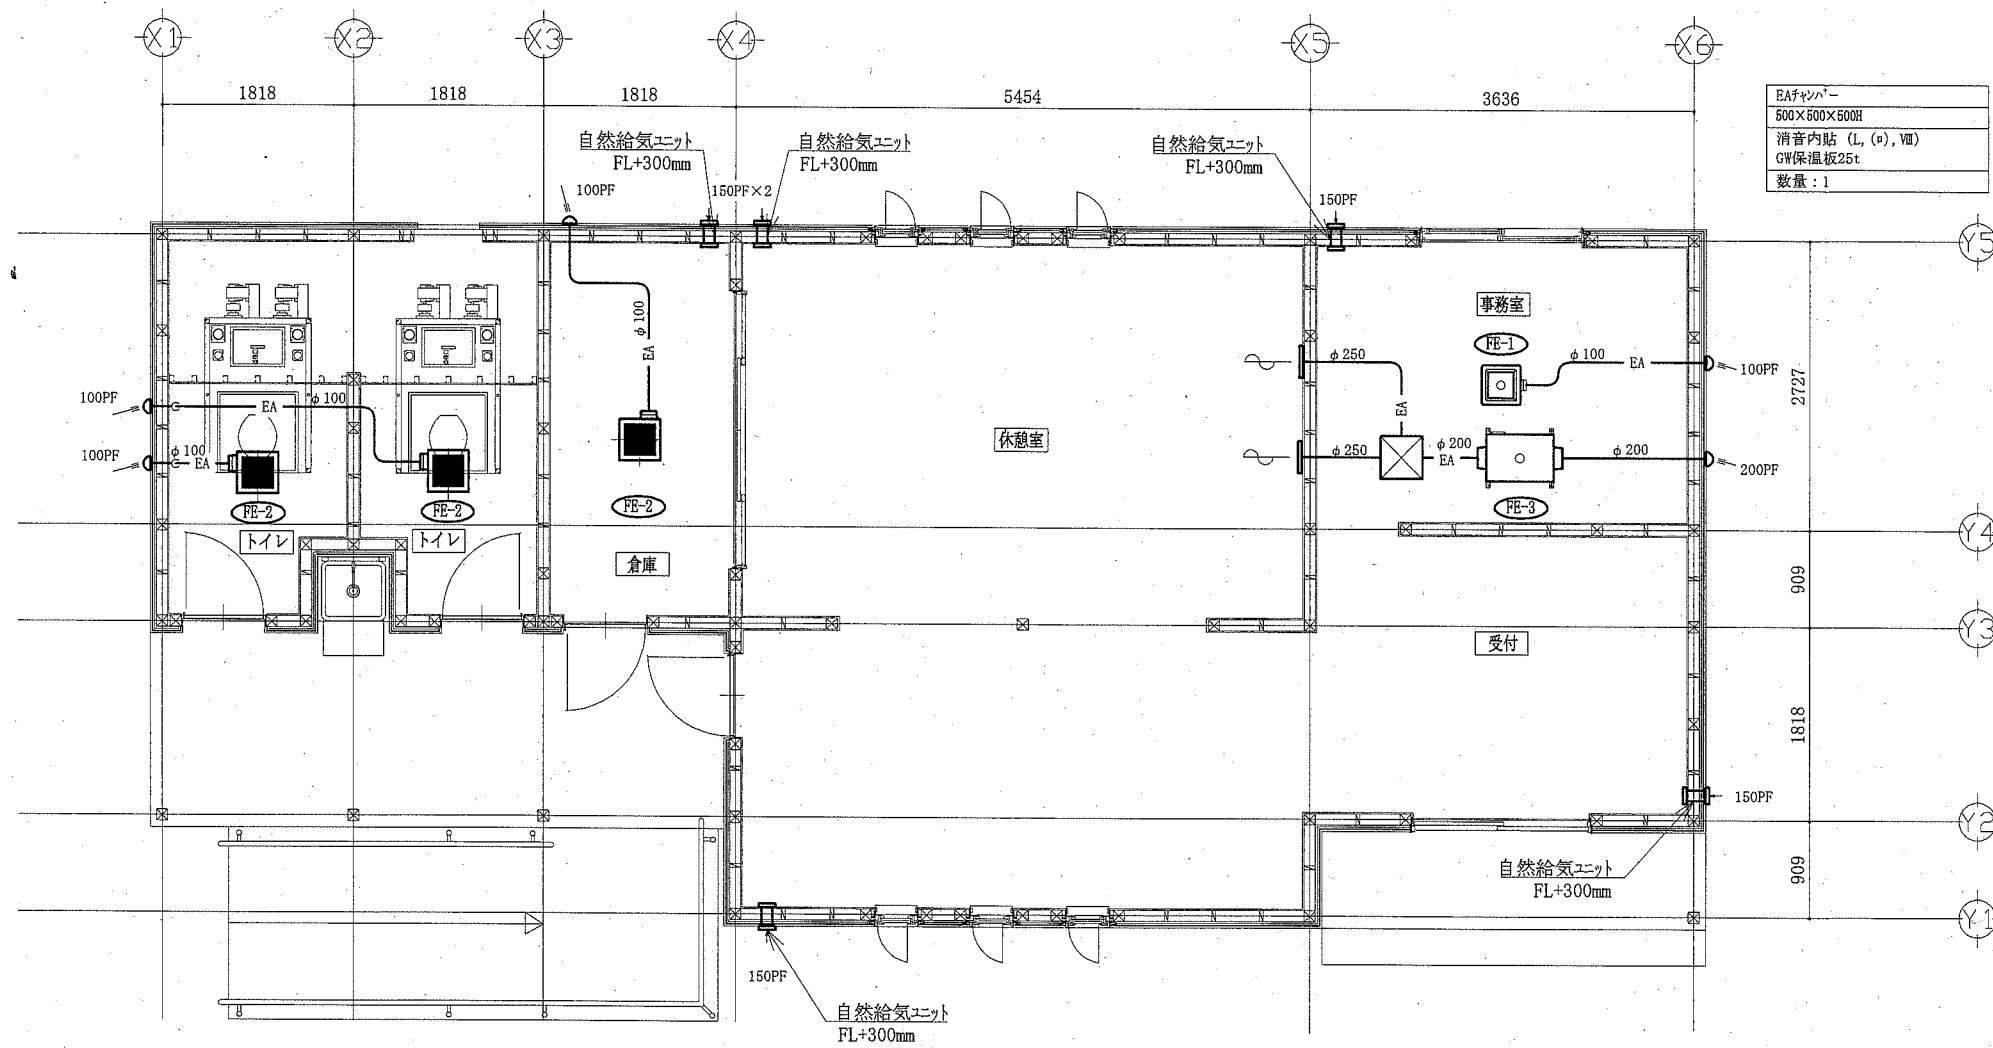 X1
X2
X3
X4
X5
X6
1818
1818
1818
5454
3636
EAチャンバー
500×500×500H
消音内貼 (L, (ロ), Ⅷ)
GW保温板25t
数量：1
自然給気ユニット
FL+300mm
自然給気ユニット
FL+300mm
自然給気ユニット
FL+300mm
100PF
150PF×2
150PF
Y5
事務室
φ100
EA
FE-1
φ100
EA
100PF
φ250
EA
2727
100PF
EA
φ100
休憩室
100PF
φ100
EA
φ250
φ200
EA
φ200
200PF
FE-2
FE-2
FE-2
FE-3
トイレ
トイレ
倉庫
Y4
909
Y3
受付
1818
150PF
Y2
自然給気ユニット
FL+300mm
909
Y1
150PF
自然給気ユニット
FL+300mm